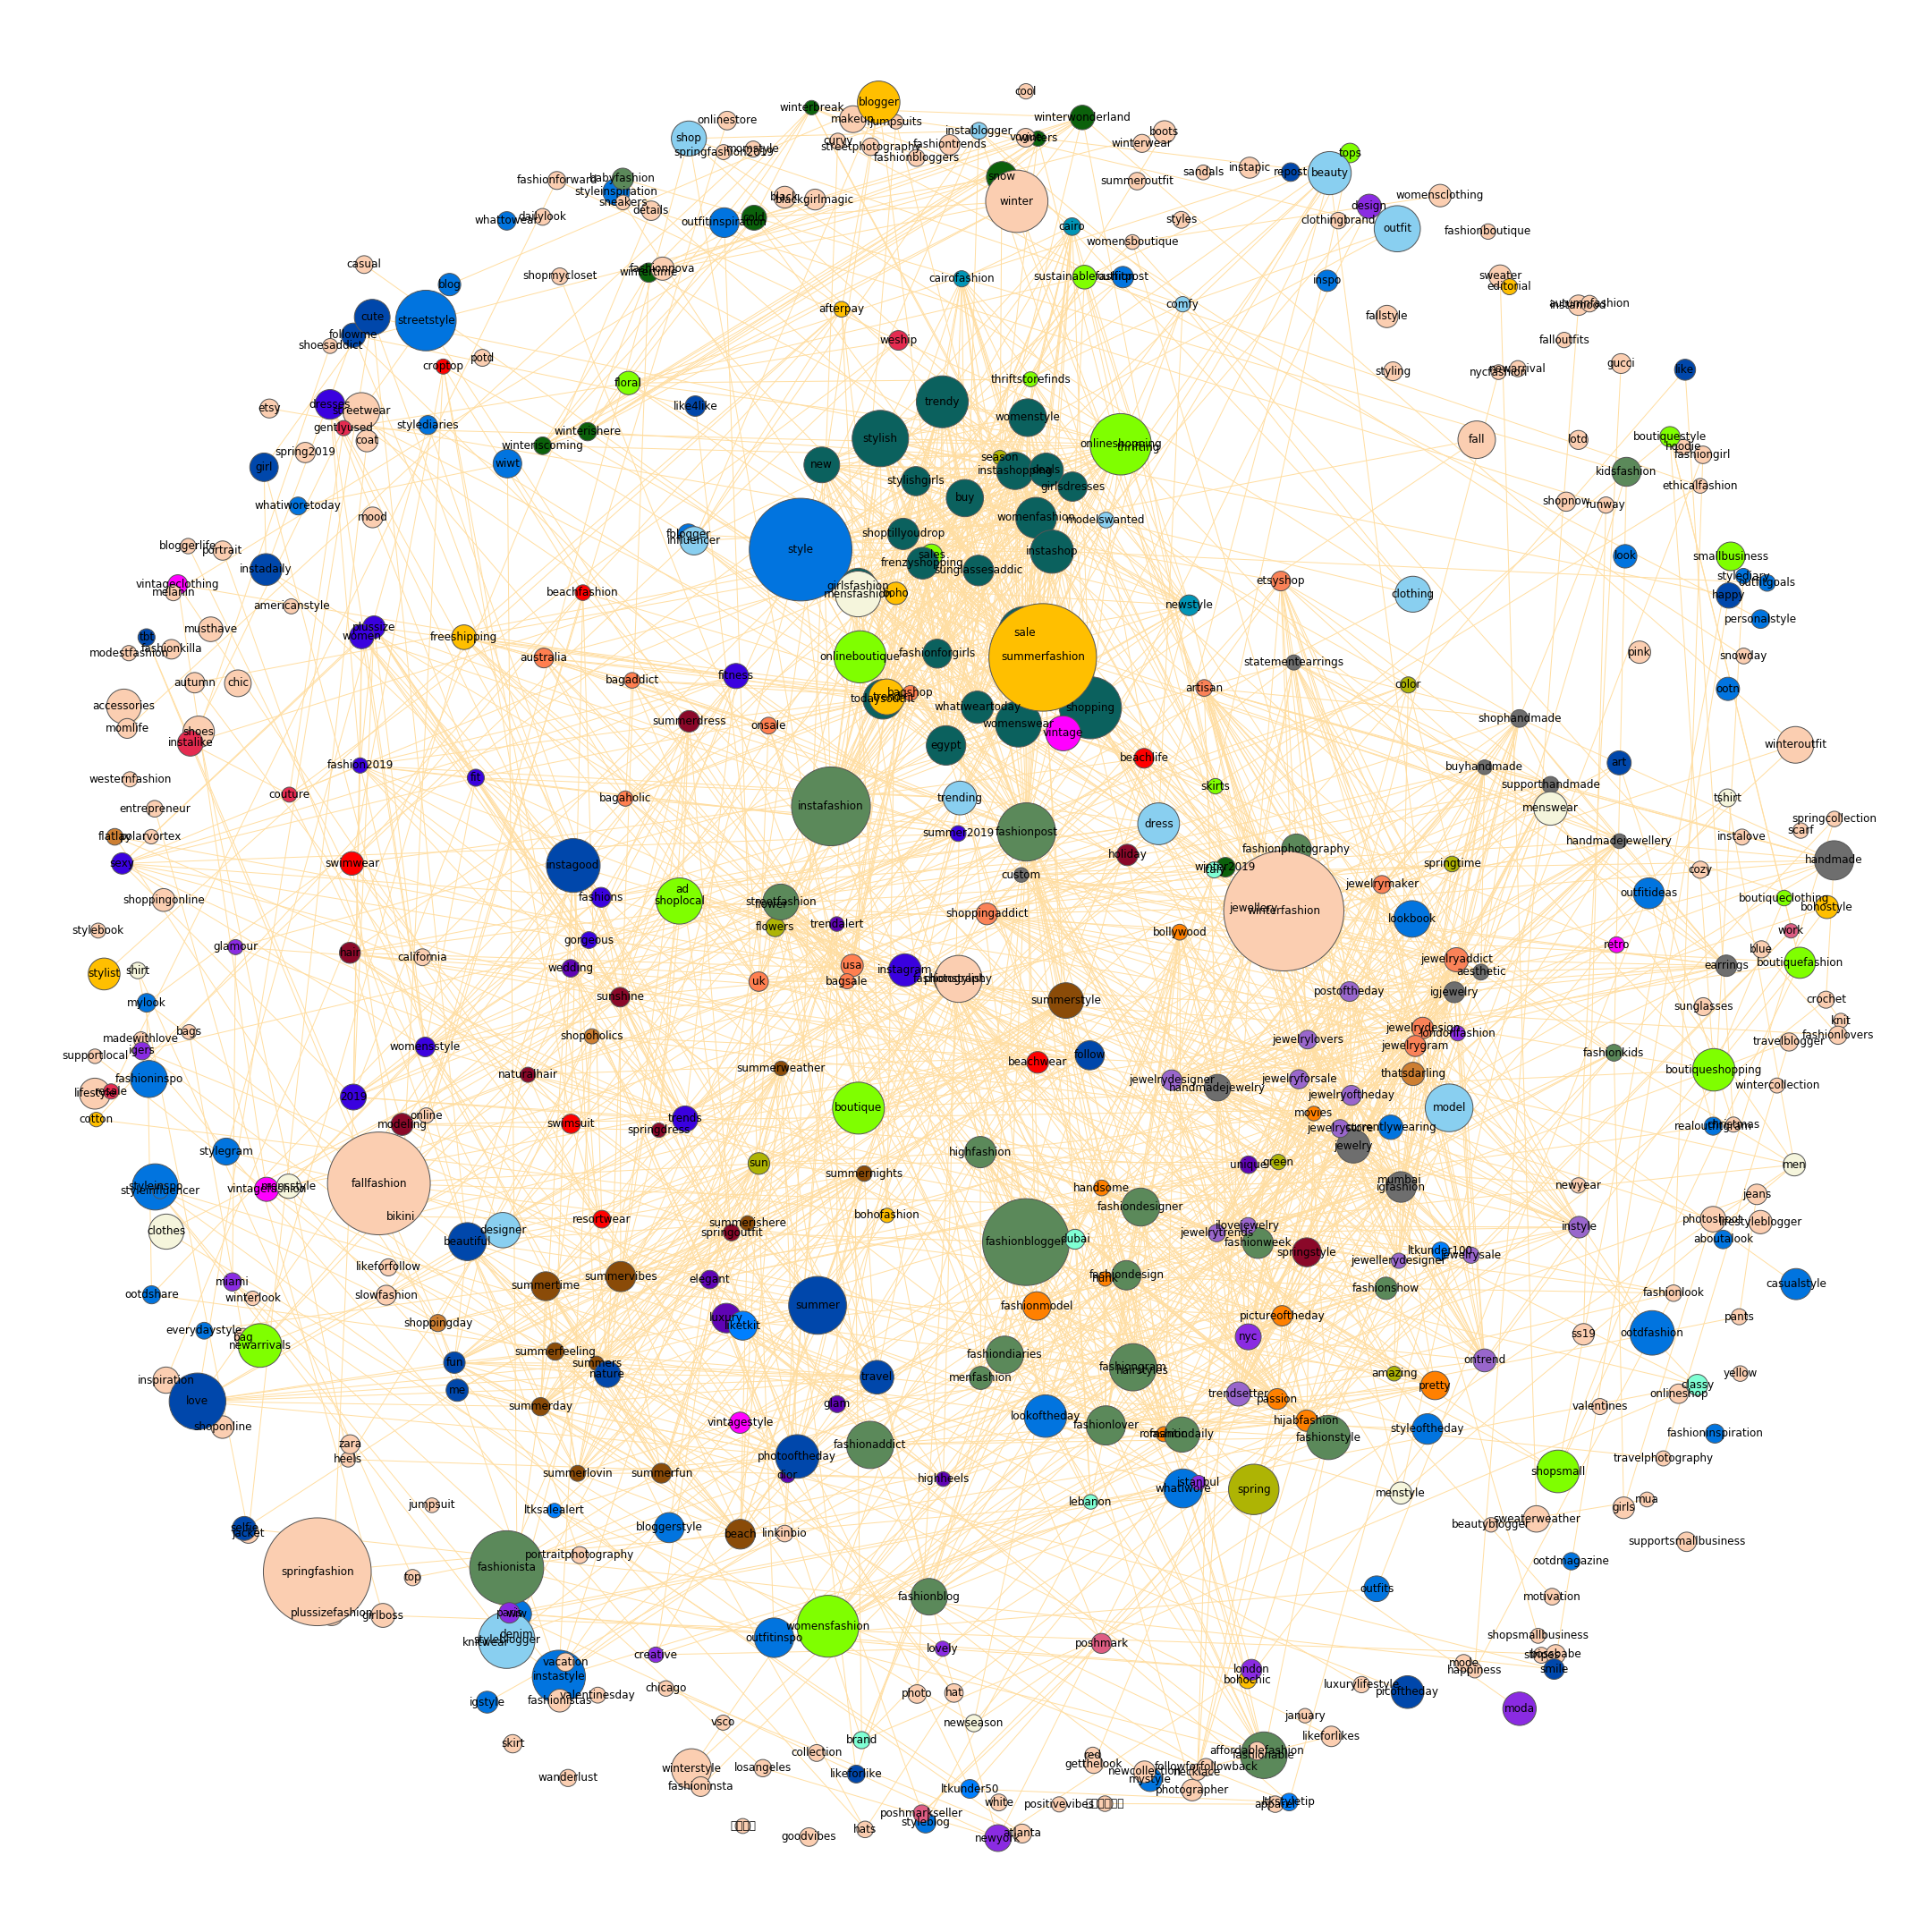 cool
blogger
winterbreak
makeup
jumpsuits
winterwonderland
onlinestore
instablogger
boots
shop
curvy
winters
streetphotography
fashiontrends
winterwear
momstyle
springfashion2019
fashionbloggers
tops
instapic
sandals
repost
beauty
snow
fashionforward
babyfashion
styleinspiration
sneakers
summeroutfit
womensclothing
black
blackgirlmagic
winter
design
details
dailylook
whattowear
outfitinspiration
cold
styles
clothingbrand
cairo
outfit
fashionboutique
womensboutique
casual
shopmycloset
wintertime
fashionnova
cairofashion
sustainablefashion
outfitpost
inspo
sweater
editorial
blog
afterpay
comfy
autumnfashion
cute
streetstyle
fallstyle
followme
shoesaddict
weship
falloutfits
potd
croptop
gucci
like
styling
nycfashion
newarrival
floral
thriftstorefinds
trendy
dresses
etsy
streetwear
like4like
womenstyle
gentlyused
stylediaries
coat
winterishere
winteriscoming
stylish
onlineshopping
thrifting
fall
lotd
boutiquestyle
hoodie
fashiongirl
spring2019
girl
wiwt
new
season
instashopping
deals
kidsfashion
stylishgirls
girlsdresses
ethicalfashion
buy
whatiworetoday
shopnow
runway
mood
womenfashion
modelswanted
fblogger
influencer
shoptillyoudrop
bloggerlife
portrait
style
instashop
sales
look
smallbusiness
instadaily
frenzyshopping
sunglassesaddic
stylediary
outfitgoals
vintageclothing
melanin
beachfashion
girlsfashion
mensfashion
boho
etsyshop
clothing
happy
americanstyle
newstyle
personalstyle
musthave
plussize
women
tbt
freeshipping
sale
fashionkilla
modestfashion
australia
onlineboutique
fashionforgirls
summerfashion
statementearrings
pink
snowday
autumn
chic
bagaddict
fitness
artisan
color
ootn
bagshop
todaysoutfit
accessories
whatiweartoday
shopping
momlife
shoes
summerdress
onsale
womenswear
vintage
shophandmade
instalike
egypt
winteroutfit
beachlife
fashion2019
fit
buyhandmade
art
westernfashion
supporthandmade
couture
bagaholic
trending
skirts
tshirt
entrepreneur
instafashion
menswear
springcollection
dress
scarf
flatlay
polarvortex
summer2019
fashionpost
instalove
handmadejewellery
fashionphotography
holiday
sexy
swimwear
instagood
winter2019
springtime
handmade
custom
cozy
jewelrymaker
ad
shoplocal
fashions
outfitideas
boutiqueclothing
shoppingonline
streetfashion
flower
bohostyle
jewellery
winterfashion
shoppingaddict
lookbook
flowers
trendalert
stylebook
bollywood
work
gorgeous
retro
glamour
hair
california
blue
jewelryaddict
earrings
boutiquefashion
stylist
shirt
wedding
usa
instagram
aesthetic
uk
bagsale
postoftheday
igjewelry
mylook
sunshine
summerstyle
sunglasses
crochet
knit
bags
jewelrydesign
londonfashion
fashionlovers
madewithlove
shopoholics
jewelrylovers
travelblogger
igers
supportlocal
womensstyle
jewelrygram
fashionkids
beachwear
follow
boutiqueshopping
summerweather
naturalhair
fashioninspo
jewelrydesigner
jewelryforsale
thatsdarling
handmadejewelry
wintercollection
lifestyle
resale
2019
jewelryoftheday
model
boutique
online
cotton
modeling
trends
movies
swimsuit
springdress
jewelrystore
currentlywearing
realoutfitgram
christmas
jewelry
stylegram
highfashion
sun
unique
green
men
summernights
fallfashion
mumbai
igfashion
newyear
styleinspo
styleinfluencer
vintagefashion
mensstyle
handsome
jeans
fashiondesigner
bikini
resortwear
bohofashion
photoshoot
lifestyleblogger
summerishere
springoutfit
clothes
designer
ilovejewelry
jewelrytrends
instyle
beautiful
fashionblogger
dubai
fashionweek
aboutalook
springstyle
ltkunder100
jewelrysale
jewellerydesigner
likeforfollow
summervibes
elegant
fashiondesign
hunk
miami
summertime
fashionshow
casualstyle
ootdshare
winterlook
slowfashion
fashionlook
summer
fashionmodel
luxury
pictureoftheday
pants
everydaystyle
shoppingday
liketkit
bag
newarrivals
nyc
ss19
ootdfashion
summerfeeling
fashiondiaries
fun
summers
nature
fashiongram
hairstyles
ontrend
amazing
yellow
inspiration
me
travel
menfashion
pretty
classy
love
summerday
glam
trendsetter
passion
onlineshop
valentines
shoponline
vintagestyle
lookoftheday
fashionlover
hijabfashion
styleoftheday
fashioninspiration
zara
heels
fashionaddict
romantic
fashiondaily
fashionstyle
photooftheday
travelphotography
summerlovin
summerfun
dior
highheels
istanbul
whatiwore
shopsmall
spring
menstyle
jumpsuit
ltksalealert
lebanon
girls
mua
selfie
jacket
bloggerstyle
beach
linkinbio
beautyblogger
sweaterweather
supportsmallbusiness
portraitphotography
fashionista
springfashion
ootdmagazine
top
outfits
fashionblog
motivation
plussizefashion
girlboss
paris
womensfashion
denim
styleblogger
knitwear
outfitinspo
shopsmallbusiness
poshmark
lovely
creative
bossbabe
vacation
instastyle
london
bohochic
mode
happiness
smile
chicago
valentinesday
fashionistas
igstyle
photo
hat
luxurylifestyle
picoftheday
moda
january
vsco
newseason
likeforlikes
skirt
brand
collection
affordablefashion
fashionable
red
getthelook
winterstyle
losangeles
likeforlike
followforfollowback
necklace
newcollection
mystyle
wanderlust
fashioninsta
ltkunder50
photographer
white
positivevibes
apparel
ltkstyletip
poshmarkseller
styleblog
hats
goodvibes
newyork
atlanta